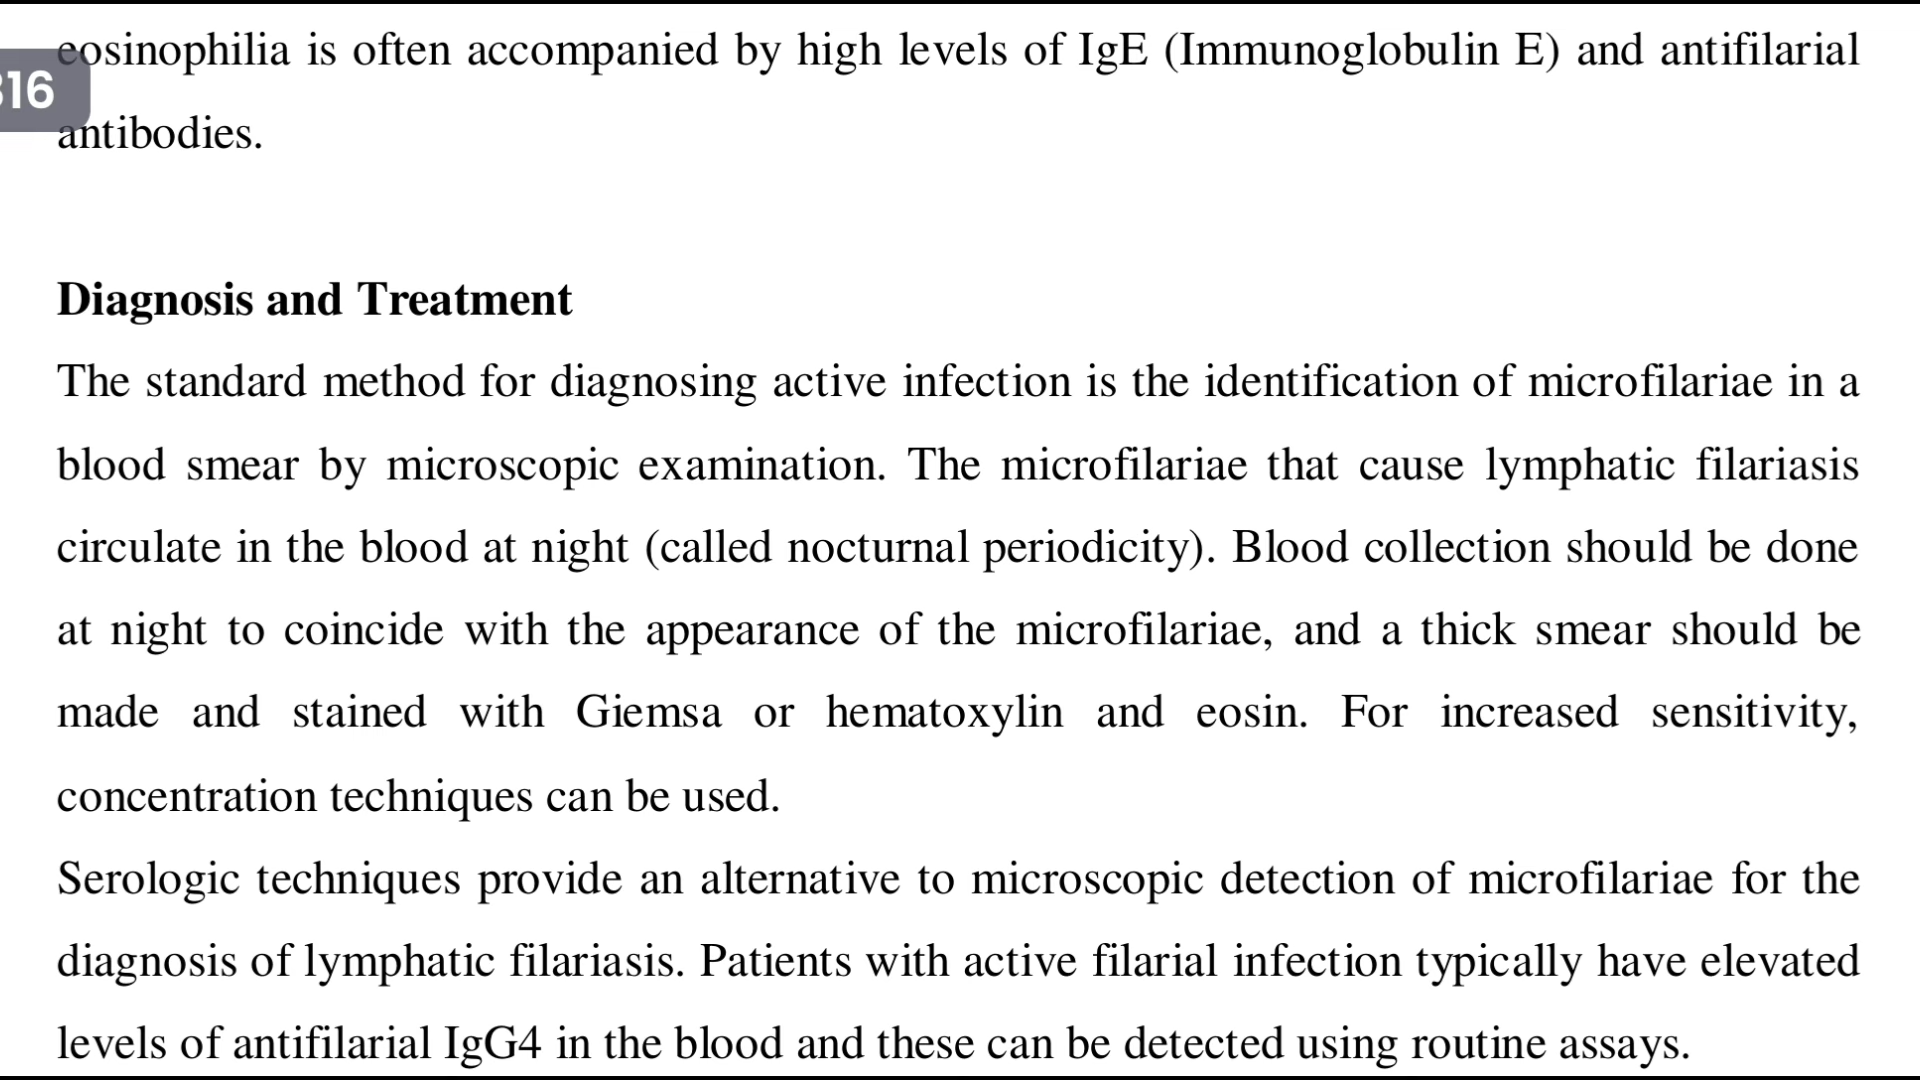 eosinophilia is often accompanied by high levels of IgE (Immunoglobulin E) and antifilarial
316
antibodies.
Diagnosis and Treatment
The standard method for diagnosing active infection is the identification of microfilariae in a
blood smear by microscopic examination. The microfilariae that cause lymphatic filariasis
circulate in the blood at night (called nocturnal periodicity). Blood collection should be done
at night to coincide with the appearance of the microfilariae, and a thick smear should be
made and stained with Giemsa or hematoxylin and eosin. For increased sensitivity,
concentration techniques can be used.
Serologic techniques provide an alternative to microscopic detection of microfilariae for the
diagnosis of lymphatic filariasis. Patients with active filarial infection typically have elevated
levels of antifilarial IgG4 in the blood and these can be detected using routine assays.